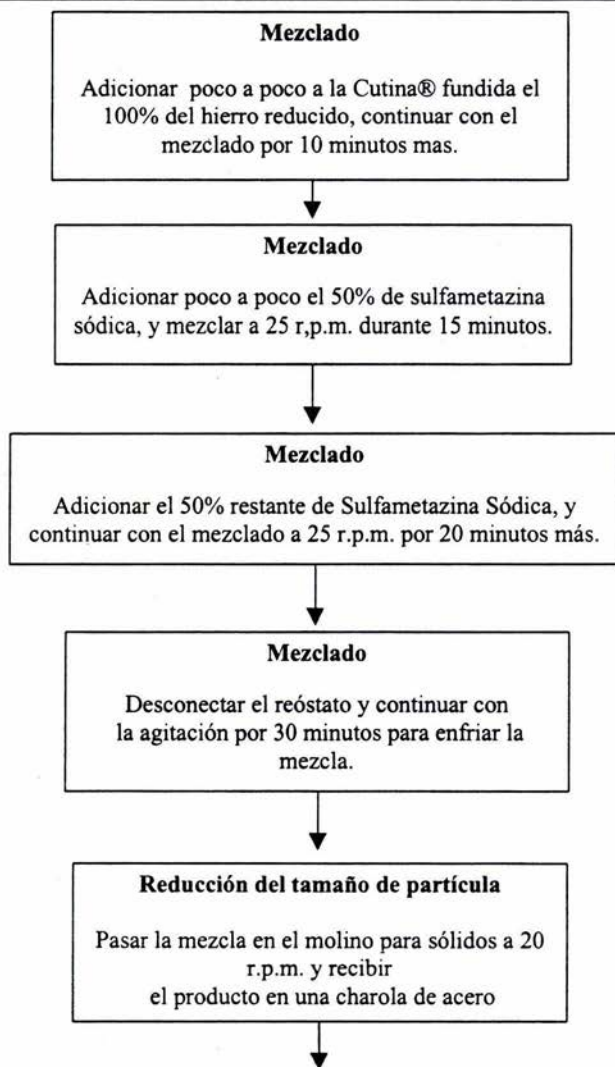 Mezclado
Adicionar poco a poco a la Cutina® fundida el
100% del hierro reducido, continuar con el
mezclado por 10 minutos mas.
Mezclado
Adicionar poco a poco el 50% de sulfametazina
sódica, y mezclar a 25 r,p.m. durante 15 minutos.
Mezclado
Adicionar el 50% restante de Sulfametazina Sódica, y
continuar con el mezclado a 25 r.p.m. por 20 minutos más.
Mezclado
Desconectar el reóstato y continuar con
la agitación por 30 minutos para enfriar la
mezcla.
Reducción del tamaño de partícula
Pasar la mezcla en el molino para sólidos a 20
r.p.m. y recibir
el producto en una charola de acero